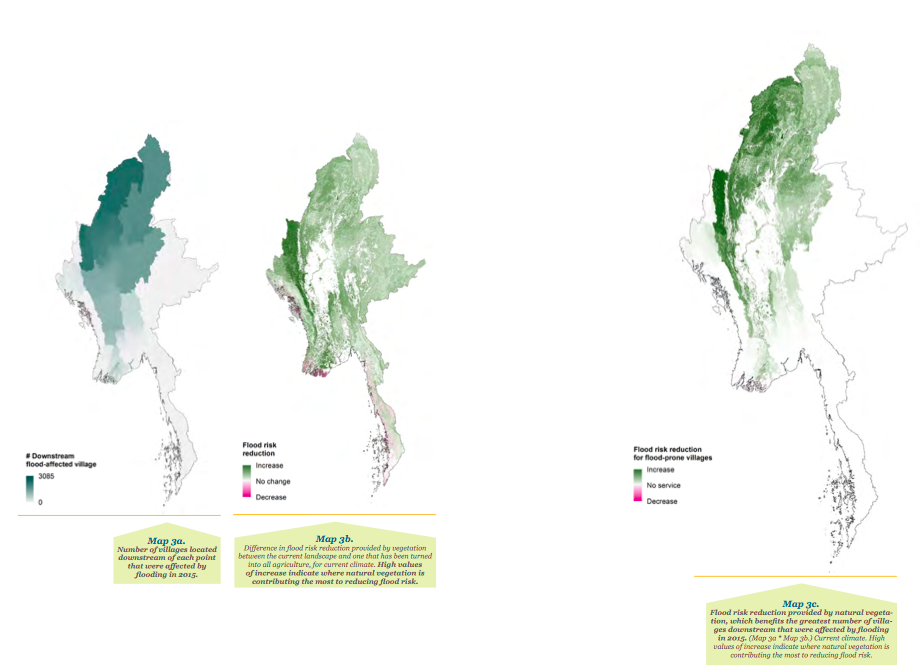 # Downstream
flood-affected village
3085
0
Map 3a.
Number of villages located
downstream of each point
that were affected by
flooding in 2015.
Flood risk
reduction
Increase
No change
Decrease
Map 3b.
Difference in flood risk reduction provided by vegetation
between the current landscape and one that has been turned
into all agriculture, for current climate. High values
of increase indicate where natural vegetation is
contributing the most to reducing flood risk.
Flood risk reduction
for flood-prone villages
Increase
No service
Decrease
Map 3c.
Flood risk reduction provided by natural vegeta-
tion, which benefits the greatest number of villa-
ges downstream that were affected by flooding
in 2015. (Map 3a * Map 3b.) Current climate. High
values of increase indicate where natural vegetation is
contributing the most to reducing flood risk.